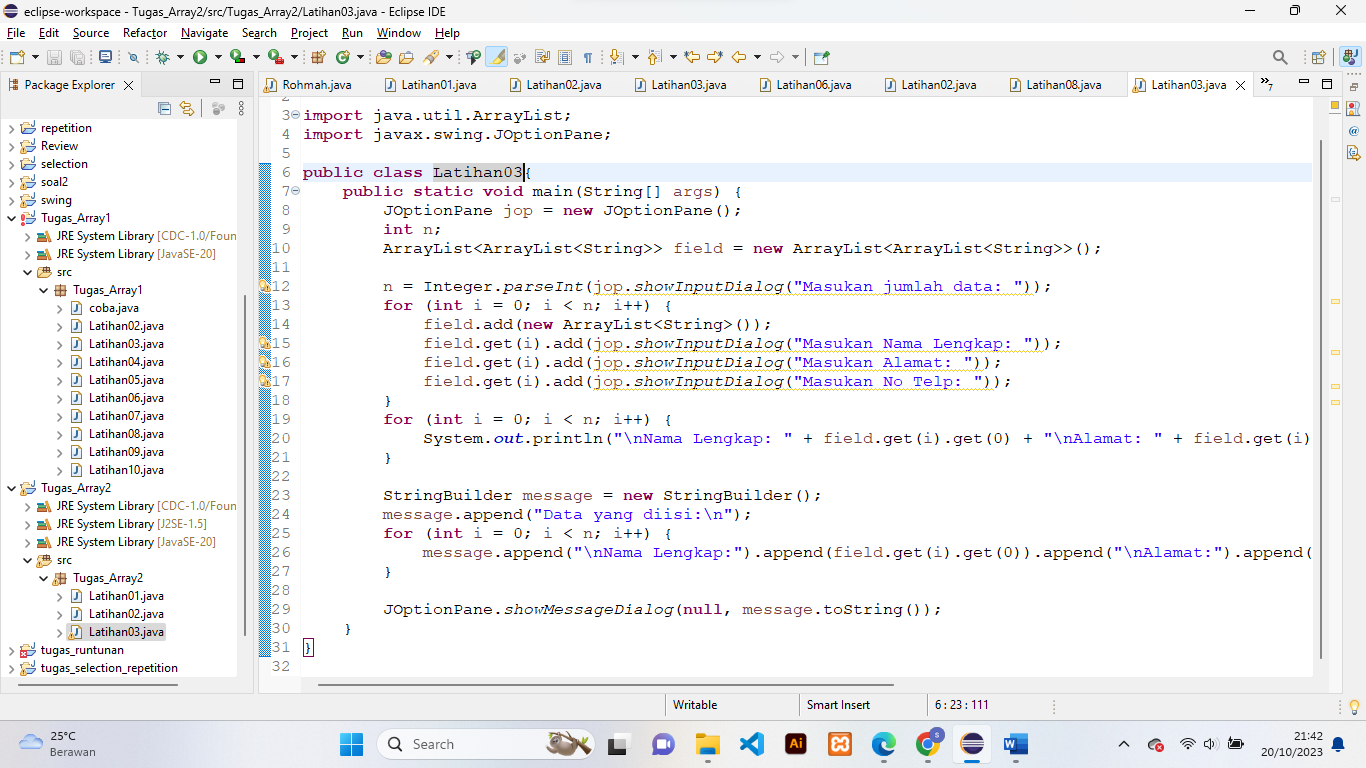 eclipse-workspace - Tugas_Array2/src/Tugas_Array2/Latihan03.java - Eclipse IDE
File Edit Source Refactor Navigate Search Project Run Window Help
Package Explorer
Rohmah.java Latihan01.java Latihan02.java Latihan03.java Latihan06.java Latihan02.java Latihan08.java Latihan03.java 7
repetition
Review
selection
soal2
swing
Tugas_Array1
JRE System Library [CDC-1.0/Foun
JRE System Library [JavaSE-20]
src
Tugas_Array1
coba.java
Latihan02.java
Latihan03.java
Latihan04.java
Latihan05.java
Latihan06.java
Latihan07.java
Latihan08.java
Latihan09.java
Latihan10.java
Tugas_Array2
JRE System Library [CDC-1.0/Foun
JRE System Library [J2SE-1.5]
JRE System Library [JavaSE-20]
src
Tugas_Array2
Latihan01.java
Latihan02.java
Latihan03.java
tugas_runtunan
tugas_selection_repetition
2
3 import java.util.ArrayList;
4 import javax.swing.JOptionPane;
5
6 public class Latihan03{
7 public static void main(String[] args) {
8 JOptionPane jop = new JOptionPane();
9 int n;
10 ArrayList<ArrayList<String>> field = new ArrayList<ArrayList<String>>();
11
12 n = Integer.parseInt(jop.showInputDialog("Masukan jumlah data: "));
13 for (int i = 0; i < n; i++) {
14 field.add(new ArrayList<String>());
15 field.get(i).add(jop.showInputDialog("Masukan Nama Lengkap: "));
16 field.get(i).add(jop.showInputDialog("Masukan Alamat: "));
17 field.get(i).add(jop.showInputDialog("Masukan No Telp: "));
18 }
19 for (int i = 0; i < n; i++) {
20 System.out.println("\nNama Lengkap: " + field.get(i).get(0) + "\nAlamat: " + field.get(i)
21 }
22
23 StringBuilder message = new StringBuilder();
24 message.append("Data yang diisi:\n");
25 for (int i = 0; i < n; i++) {
26 message.append("\nNama Lengkap:").append(field.get(i).get(0)).append("\nAlamat:").append(
27 }
28
29 JOptionPane.showMessageDialog(null, message.toString());
30 }
31 }
32
Writable Smart Insert 6 : 23 : 111
25°C
Berawan
Search
21:42
20/10/2023